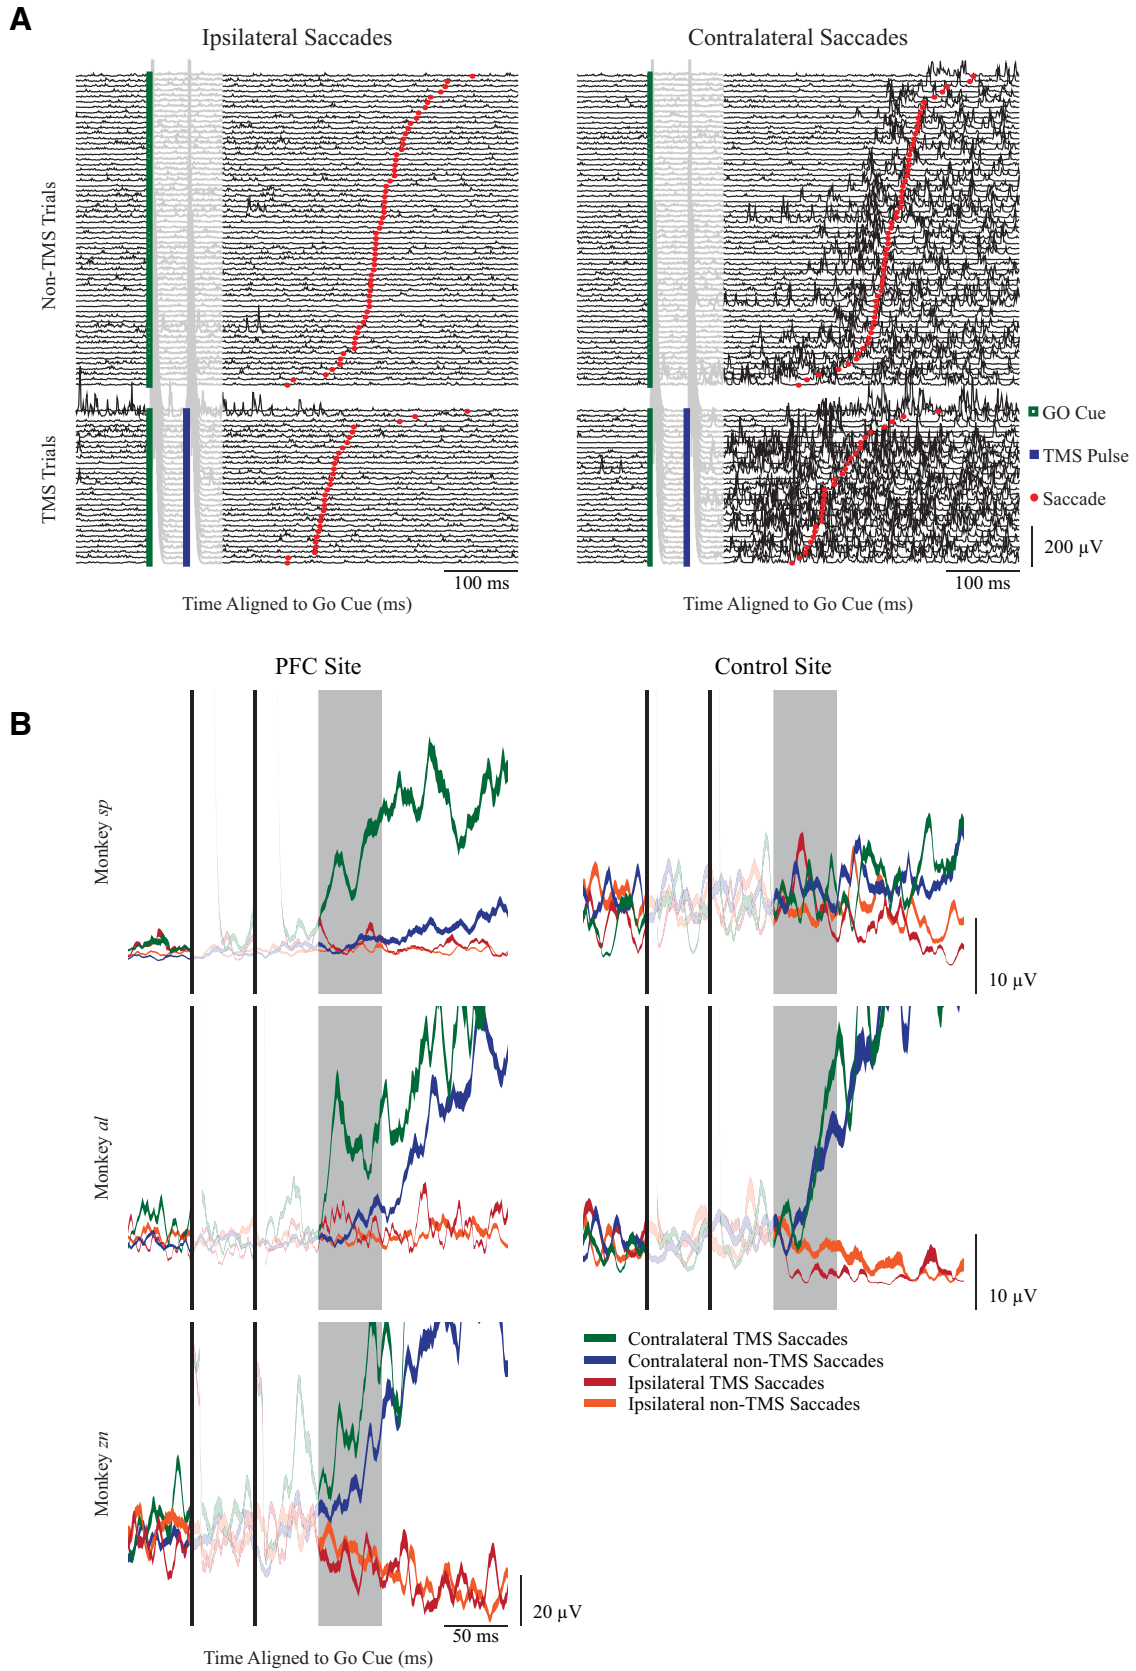 A
Ipsilateral Saccades
Contralateral Saccades
Non-TMS Trials
TMS Trials
GO Cue
TMS Pulse
Saccade
200 µV
100 ms
100 ms
Time Aligned to Go Cue (ms)
Time Aligned to Go Cue (ms)
PFC Site
Control Site
B
Monkey sp
10 µV
Monkey al
10 µV
Contralateral TMS Saccades
Contralateral non-TMS Saccades
Ipsilateral TMS Saccades
Ipsilateral non-TMS Saccades
Monkey zn
20 µV
50 ms
Time Aligned to Go Cue (ms)